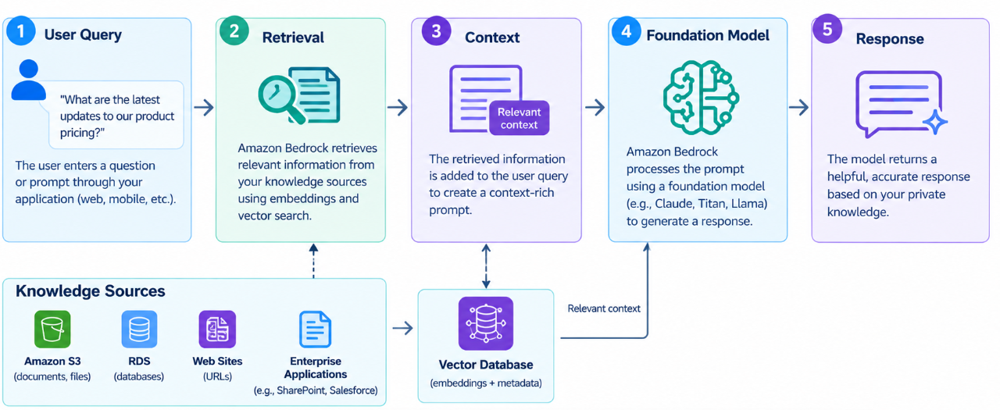 1 User Query
"What are the latest
updates to our product
pricing?"
The user enters a question
or prompt through your
application (web, mobile, etc.).
2 Retrieval
Amazon Bedrock retrieves
relevant information from
your knowledge sources
using embeddings and
vector search.
3 Context
Relevant
context
The retrieved information
is added to the user query
to create a context-rich
prompt.
4 Foundation Model
Amazon Bedrock
processes the prompt
using a foundation model
(e.g., Claude, Titan, Llama)
to generate a response.
5 Response
The model returns a
helpful, accurate response
based on your private
knowledge.
Knowledge Sources
Amazon S3
(documents, files)
RDS
(databases)
Web Sites
(URLs)
Enterprise
Applications
(e.g., SharePoint, Salesforce)
Vector Database
(embeddings + metadata)
Relevant context